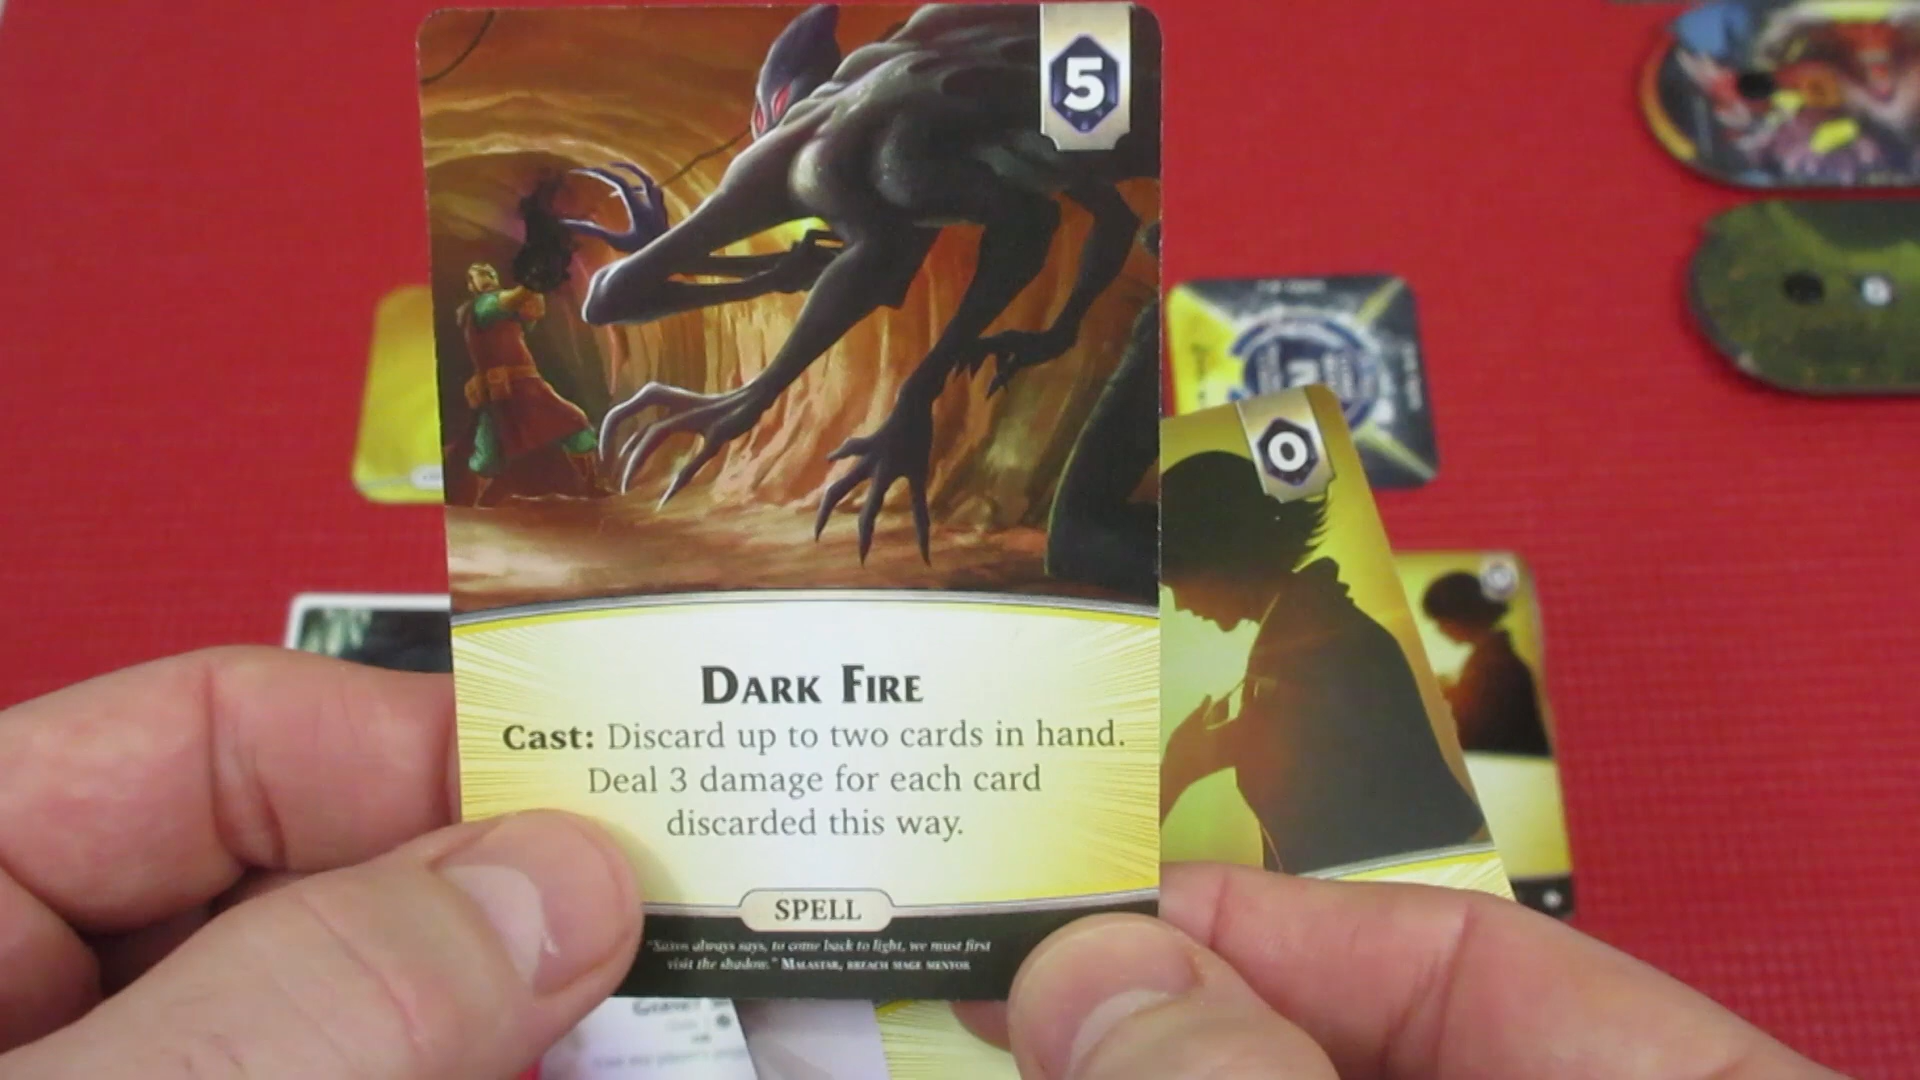 5
0
DARK FIRE
Cast: Discard up to two cards in hand.
Deal 3 damage for each card
discarded this way.
SPELL
always says, to come back to light, we must first
visit the shadow." MALASTAR, BREACH MAGE MENTOR